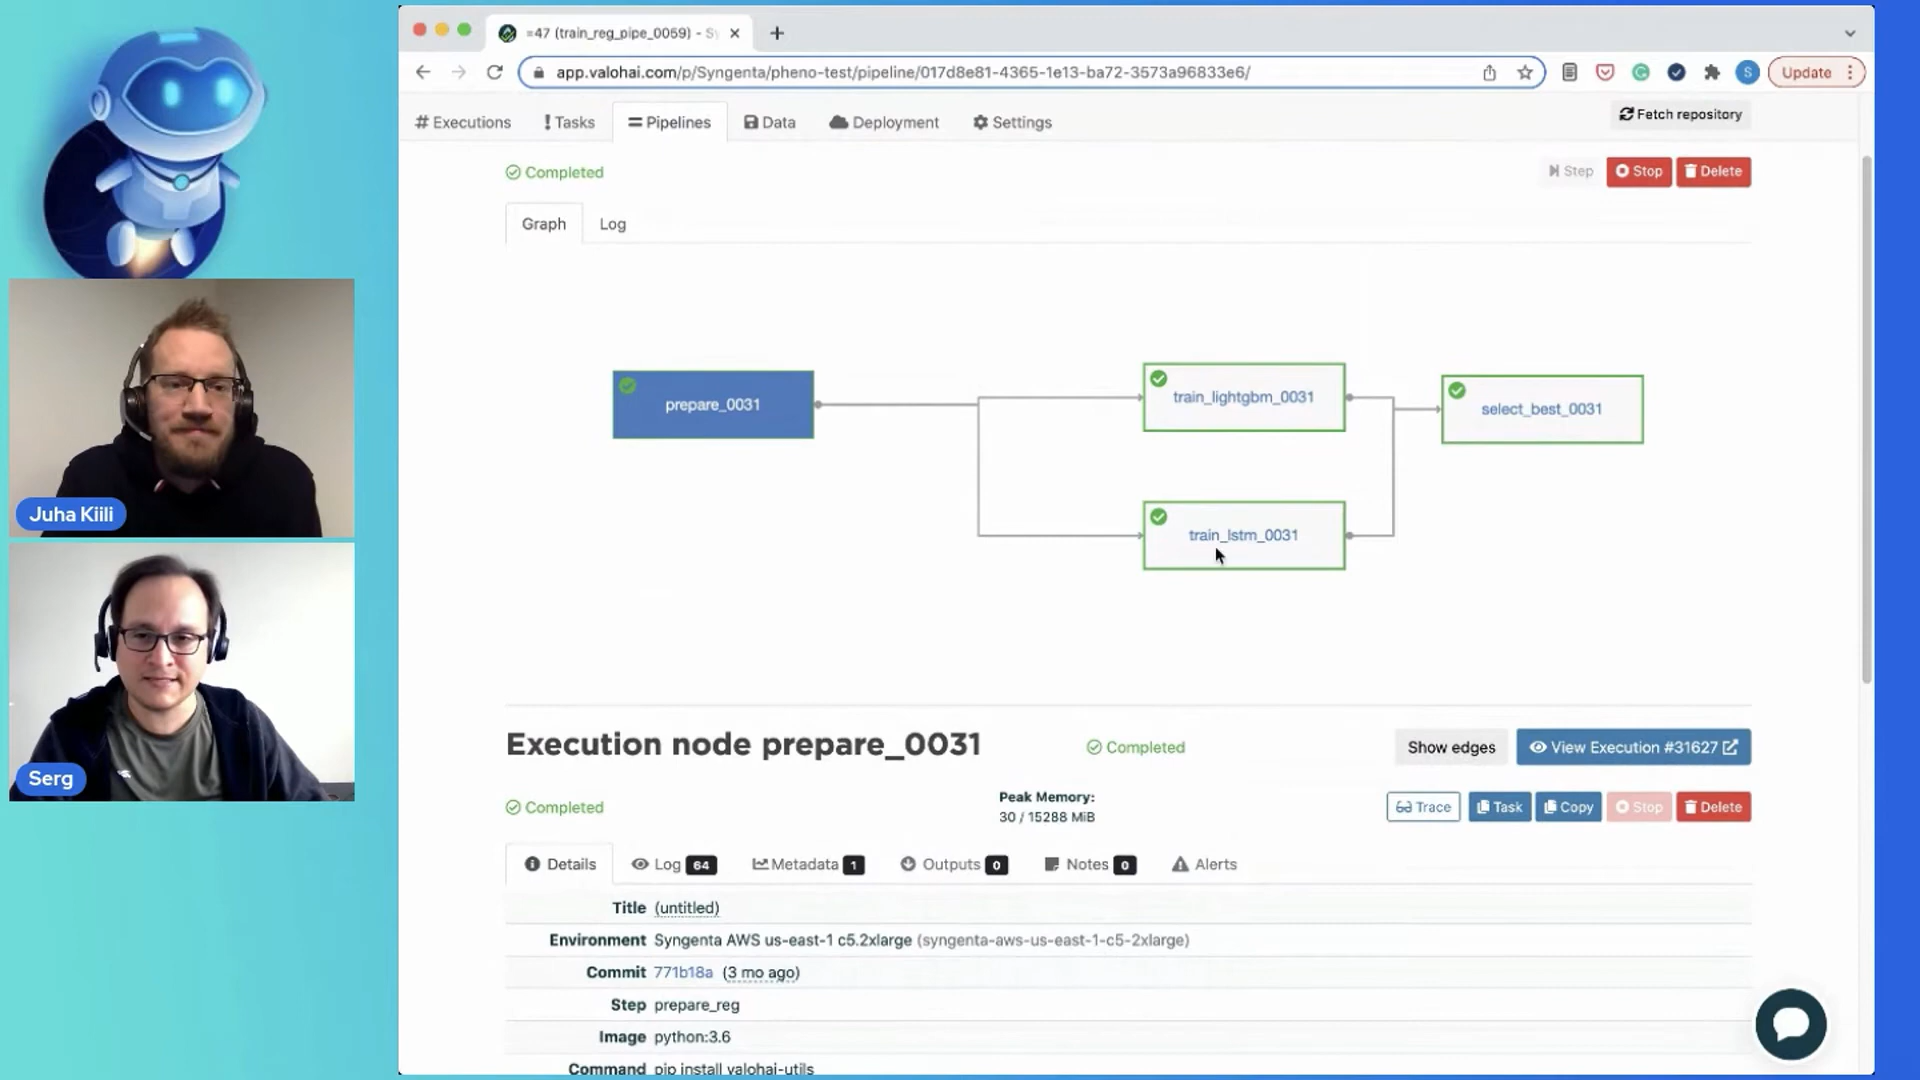 =47 (train_reg_pipe_0059) - Sy
app.valohai.com/p/Syngenta/pheno-test/pipeline/017d8e81-4365-1e13-ba72-3573a96833e6/
S
Update
# Executions
! Tasks
Pipelines
Data
Deployment
Settings
Fetch repository
Completed
Step
Stop
Delete
Graph
Log
prepare_0031
train_lightgbm_0031
select_best_0031
train_lstm_0031
Juha Kiili
Serg
Execution node prepare_0031
Completed
Show edges
View Execution #31627
Completed
Peak Memory:
30 / 15288 MiB
Trace
Task
Copy
Stop
Delete
Details
Log 64
Metadata 1
Outputs 0
Notes 0
Alerts
Title (untitled)
Environment Syngenta AWS us-east-1 c5.2xlarge (syngenta-aws-us-east-1-c5-2xlarge)
Commit 771b18a (3 mo ago)
Step prepare_reg
Image python:3.6
Command pip install valohai-utils